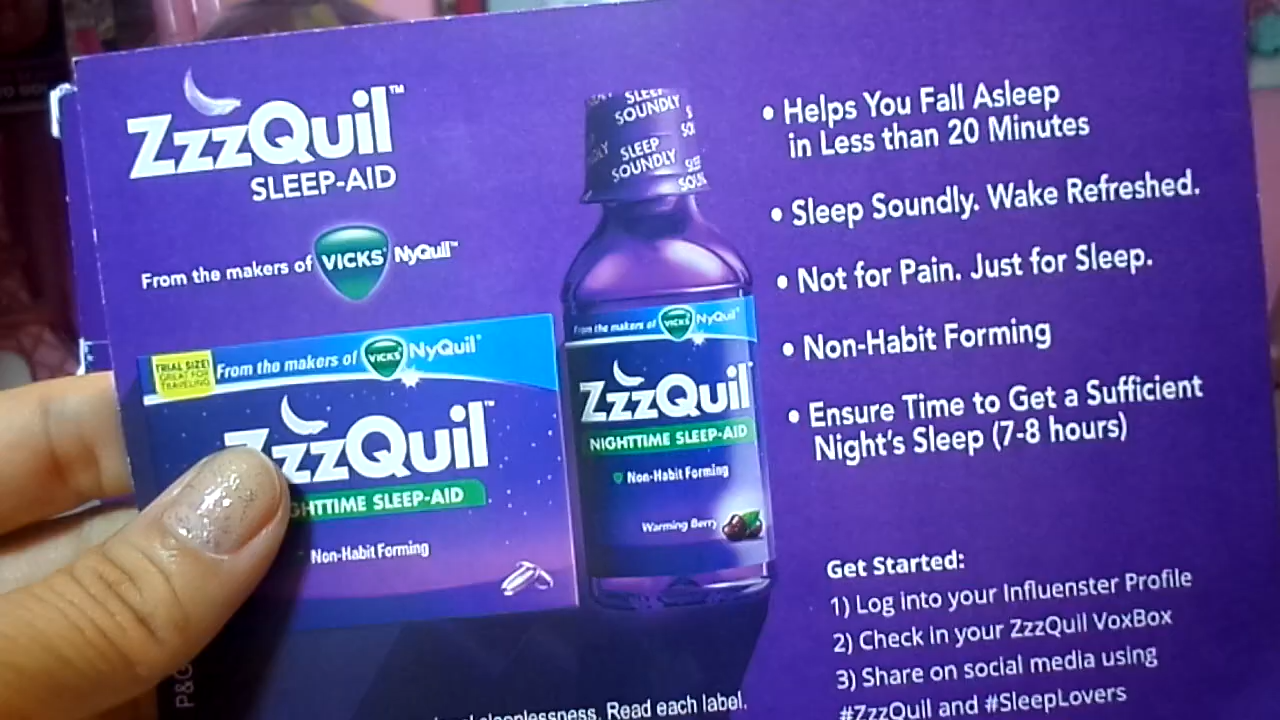 ZzzQuil™
SLEEP-AID
From the makers of VICKS® NyQuil™
TRIAL SIZE!
GREAT FOR
TRAVELING
From the makers of VICKS® NyQuil®
ZzzQuil™
NIGHTTIME SLEEP-AID
Non-Habit Forming
SLEEP
SOUNDLY
SLEEP
SOUNDLY
From the makers of VICKS® NyQuil®
ZzzQuil™
NIGHTTIME SLEEP-AID
Non-Habit Forming
Warming Berry
• Helps You Fall Asleep
in Less than 20 Minutes
• Sleep Soundly. Wake Refreshed.
• Not for Pain. Just for Sleep.
• Non-Habit Forming
• Ensure Time to Get a Sufficient
Night's Sleep (7-8 hours)
Get Started:
1) Log into your Influenster Profile
2) Check in your ZzzQuil VoxBox
3) Share on social media using
#ZzzQuil and #SleepLovers
sleeplessness. Read each label.
P&G